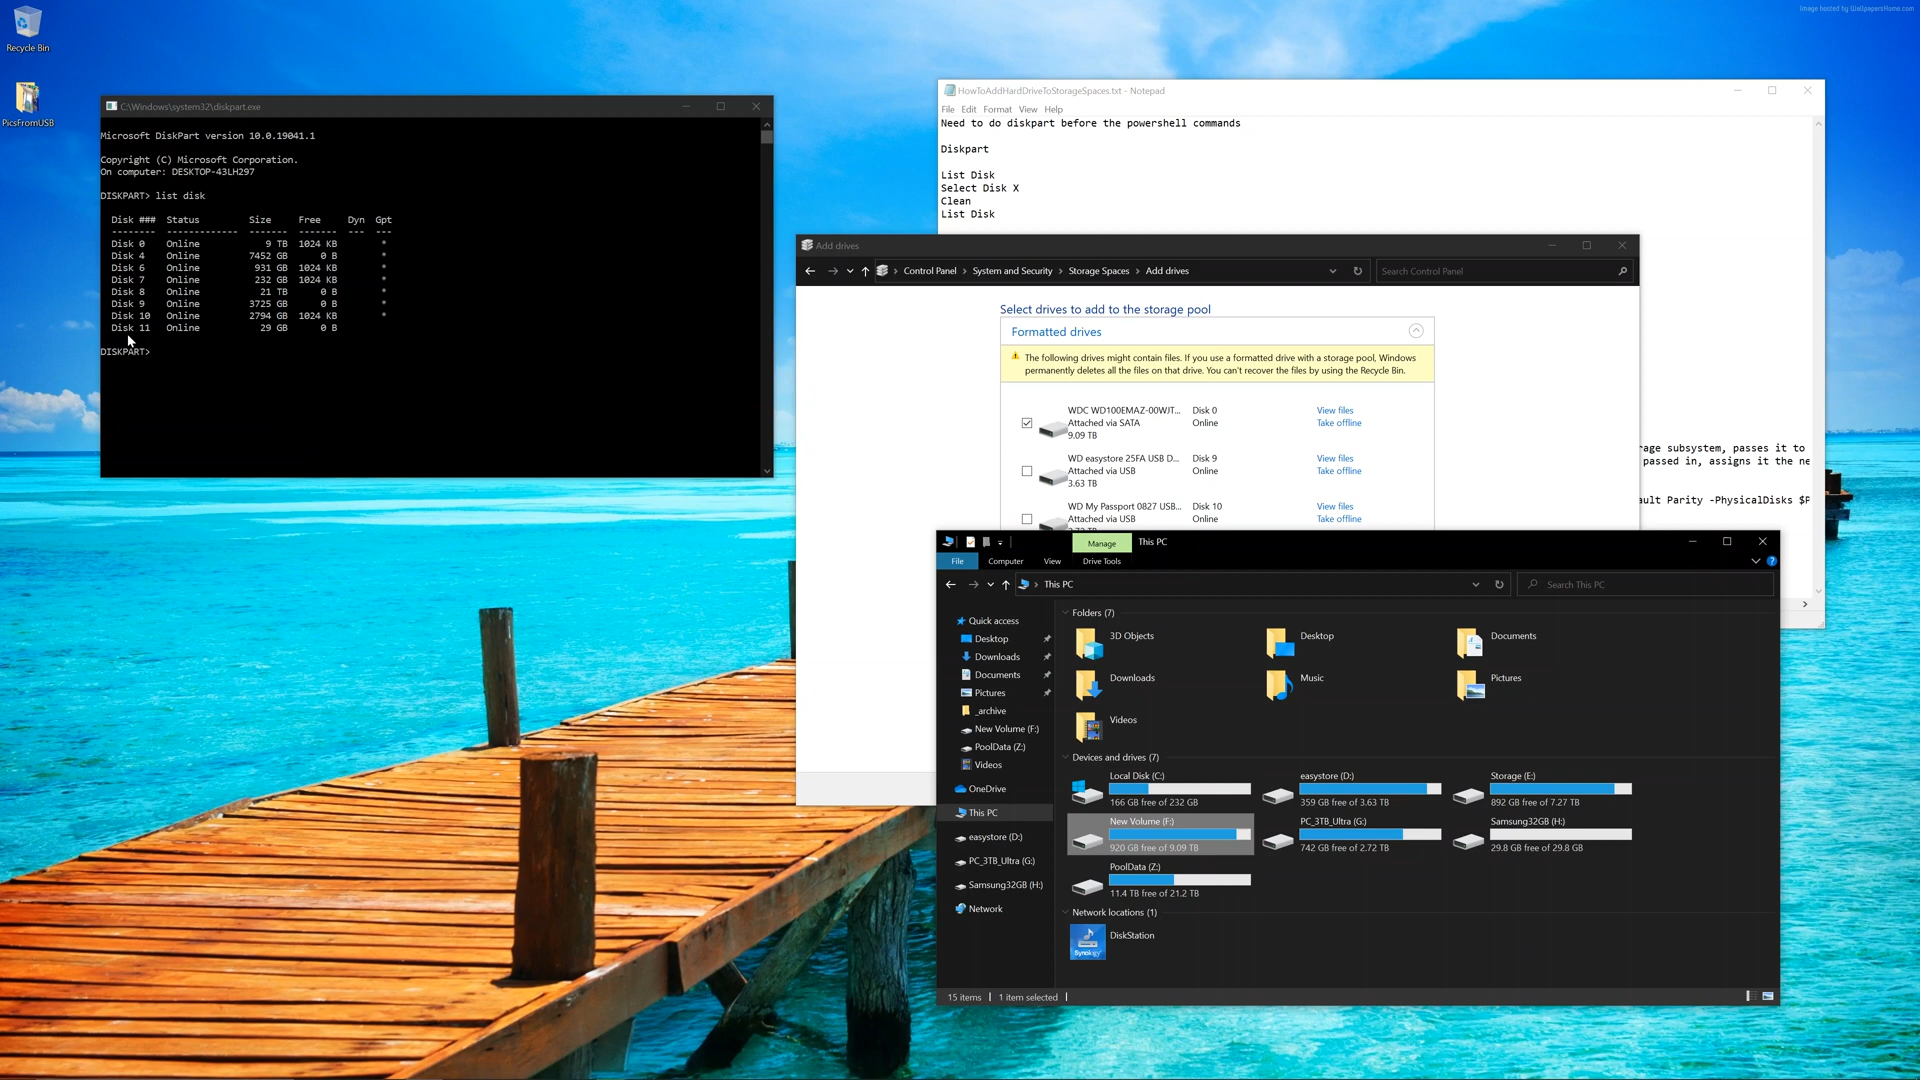 Image hosted by WallpapersHome.com
Recycle Bin
PicsFromUSB
C:\Windows\system32\diskpart.exe
Microsoft DiskPart version 10.0.19041.1
Copyright (C) Microsoft Corporation.
On computer: DESKTOP-43LH297
DISKPART> list disk
Disk ### Status Size Free Dyn Gpt
-------- ------------- ------- ------- --- ---
Disk 0 Online 9 TB 1024 KB *
Disk 4 Online 7452 GB 0 B *
Disk 6 Online 931 GB 1024 KB *
Disk 7 Online 232 GB 1024 KB *
Disk 8 Online 21 TB 0 B *
Disk 9 Online 3725 GB 0 B *
Disk 10 Online 2794 GB 1024 KB *
Disk 11 Online 29 GB 0 B
DISKPART>
HowToAddHardDriveToStorageSpaces.txt - Notepad
File Edit Format View Help
Need to do diskpart before the powershell commands
Diskpart
List Disk
Select Disk X
Clean
List Disk
rage subsystem, passes it to
passed in, assigns it the ne
ault Parity -PhysicalDisks $P
Add drives
Control Panel > System and Security > Storage Spaces > Add drives
Search Control Panel
Select drives to add to the storage pool
Formatted drives
The following drives might contain files. If you use a formatted drive with a storage pool, Windows
permanently deletes all the files on that drive. You can't recover the files by using the Recycle Bin.
WDC WD100EMAZ-00WJT... Disk 0 View files
Attached via SATA Online Take offline
9.09 TB
WD easystore 25FA USB D... Disk 9 View files
Attached via USB Online Take offline
3.63 TB
WD My Passport 0827 USB... Disk 10 View files
Attached via USB Online Take offline
Manage This PC
File Computer View Drive Tools
This PC
Search This PC
Quick access
Desktop
Downloads
Documents
Pictures
_archive
New Volume (F:)
PoolData (Z:)
Videos
OneDrive
This PC
easystore (D:)
PC_3TB_Ultra (G:)
Samsung32GB (H:)
Network
Folders (7)
3D Objects
Desktop
Documents
Downloads
Music
Pictures
Videos
Devices and drives (7)
Local Disk (C:)
166 GB free of 232 GB
easystore (D:)
359 GB free of 3.63 TB
Storage (E:)
892 GB free of 7.27 TB
New Volume (F:)
920 GB free of 9.09 TB
PC_3TB_Ultra (G:)
742 GB free of 2.72 TB
Samsung32GB (H:)
29.8 GB free of 29.8 GB
PoolData (Z:)
11.4 TB free of 21.2 TB
Network locations (1)
Synology
DiskStation
15 items 1 item selected